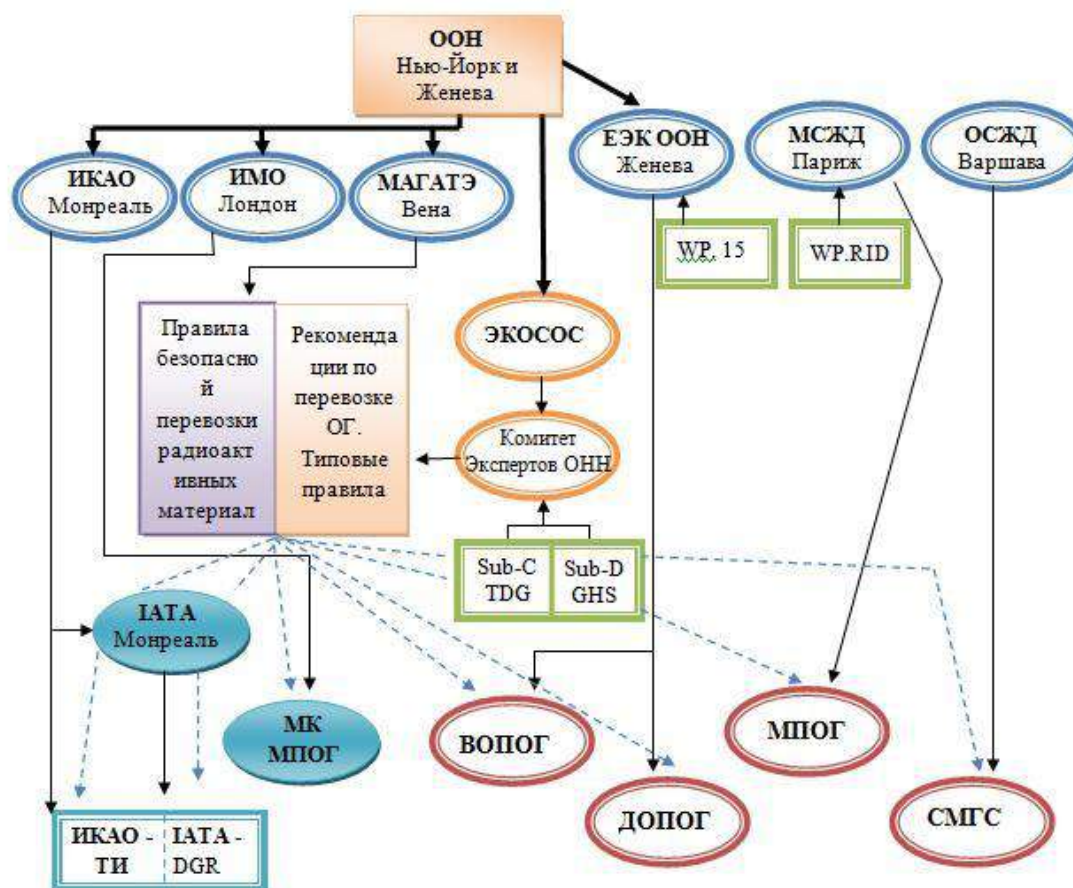 ООН
Нью-Йорк и
Женева
ЕЭК ООН
Женева
МСЖД
Париж
ОСЖД
Варшава
ИКАО
Монреаль
ИМО
Лондон
МАГАТЭ
Вена
WP. 15
WP.RID
Правила
безопасно
й
перевозки
радиоакт
ивных
материал
Рекоменда
ции по
перевозке
ОГ.
Типовые
правила
ЭКОСОС
Комитет
Экспертов ОНН
Sub-C
TDG
Sub-D
GHS
IATA
Монреаль
МК
МПОГ
ВОПОГ
МПОГ
ДОПОГ
СМГС
ИКАО -
ТИ
IATA -
DGR